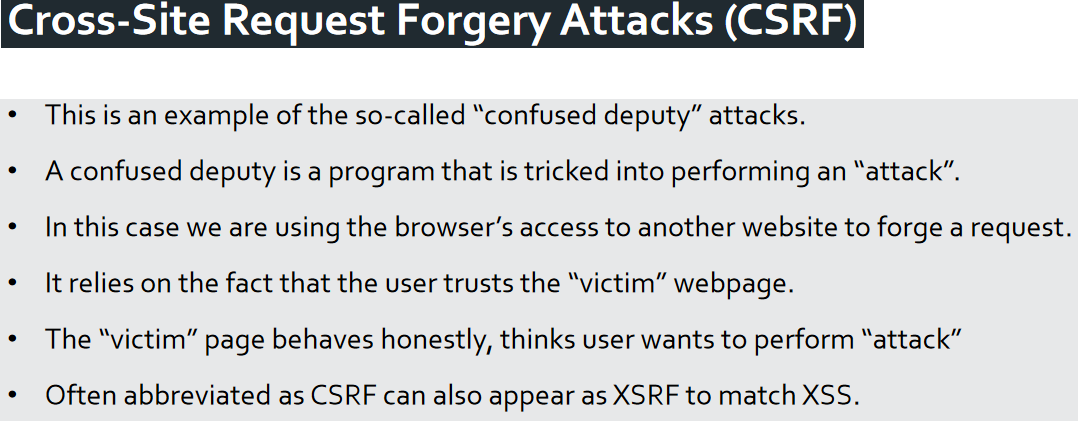 Cross-Site Request Forgery Attacks (CSRF)
• This is an example of the so-called “confused deputy” attacks.
• A confused deputy is a program that is tricked into performing an “attack”.
• In this case we are using the browser’s access to another website to forge a request.
• It relies on the fact that the user trusts the “victim” webpage.
• The “victim” page behaves honestly, thinks user wants to perform “attack”
• Often abbreviated as CSRF can also appear as XSRF to match XSS.